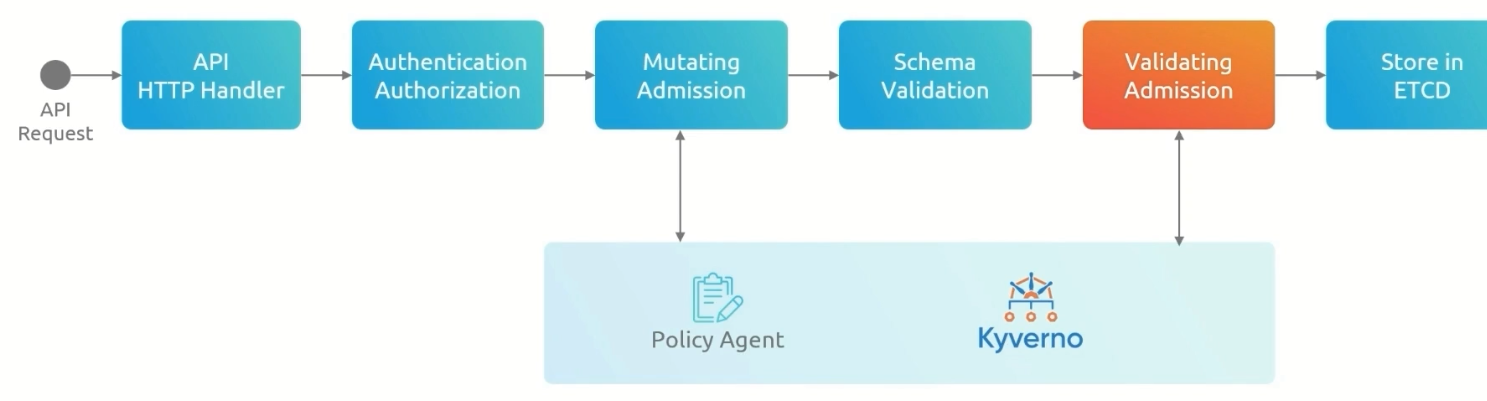 API
Request
API
HTTP Handler
Authentication
Authorization
Mutating
Admission
Schema
Validation
Validating
Admission
Store in
ETCD
Policy Agent
Kyverno